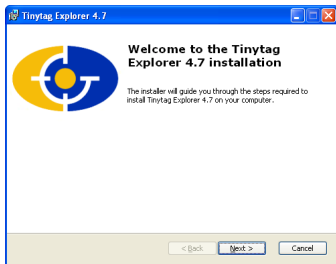 Tinytag Explorer 4.7
Welcome to the Tinytag
Explorer 4.7 installation
The installer will guide you through the steps required to
install Tinytag Explorer 4.7 on your computer.
< Back
Next >
Cancel